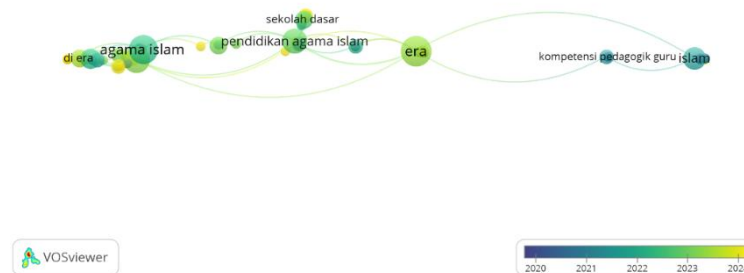 sekolah dasar
pendidikan agama islam
agama islam
di era
era
kompetensi pedagogik guru
islam
VOSviewer
2020 2021 2022 2023